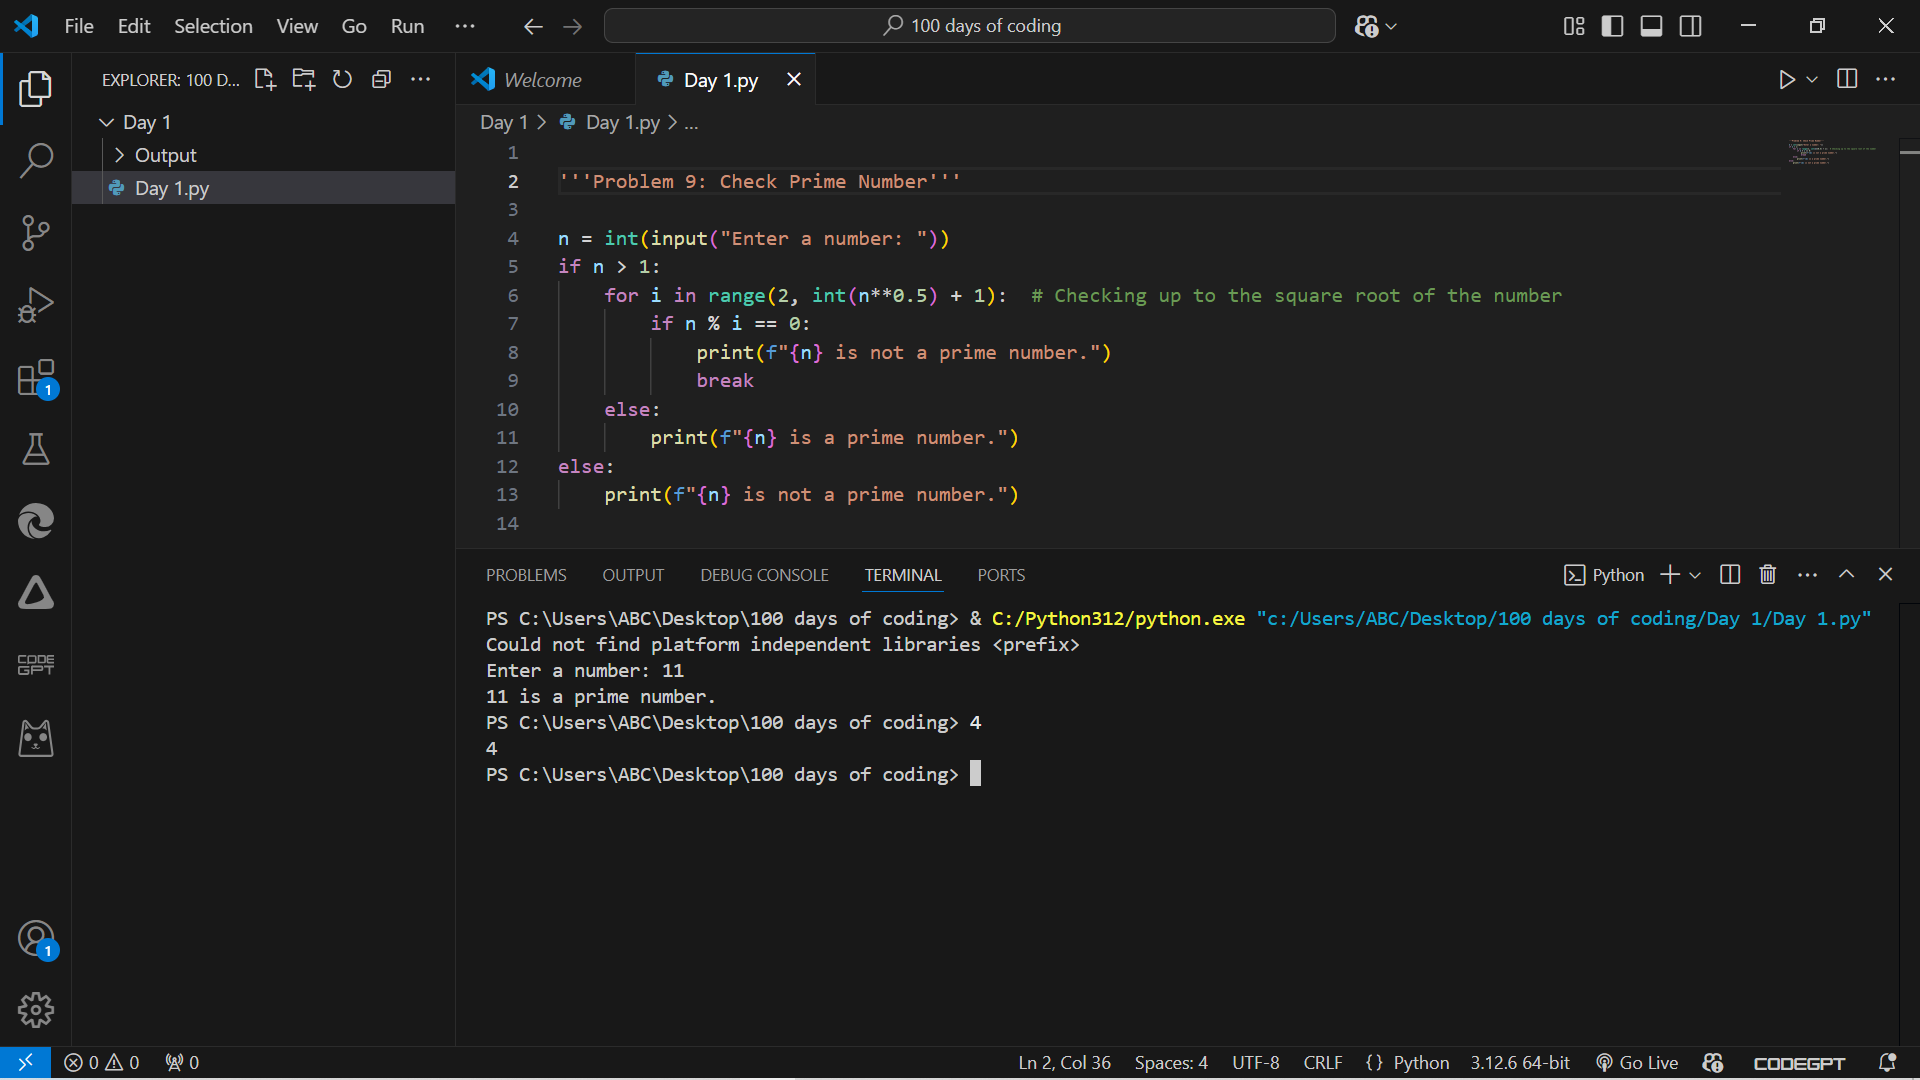 File Edit Selection View Go Run ...
100 days of coding
EXPLORER: 100 D...
Welcome
Day 1.py
Day 1
Output
Day 1.py
Day 1 > Day 1.py > ...
1
2 '''Problem 9: Check Prime Number'''
3
4 n = int(input("Enter a number: "))
5 if n > 1:
6     for i in range(2, int(n**0.5) + 1):  # Checking up to the square root of the number
7         if n % i == 0:
8             print(f"{n} is not a prime number.")
9             break
10     else:
11         print(f"{n} is a prime number.")
12 else:
13     print(f"{n} is not a prime number.")
14
1
PROBLEMS OUTPUT DEBUG CONSOLE TERMINAL PORTS
Python
PS C:\Users\ABC\Desktop\100 days of coding> & C:/Python312/python.exe "c:/Users/ABC/Desktop/100 days of coding/Day 1/Day 1.py"
Could not find platform independent libraries <prefix>
Enter a number: 11
11 is a prime number.
PS C:\Users\ABC\Desktop\100 days of coding> 4
4
PS C:\Users\ABC\Desktop\100 days of coding>
CODE
GPT
1
0 0 0
Ln 2, Col 36 Spaces: 4 UTF-8 CRLF {} Python 3.12.6 64-bit Go Live CODEGPT